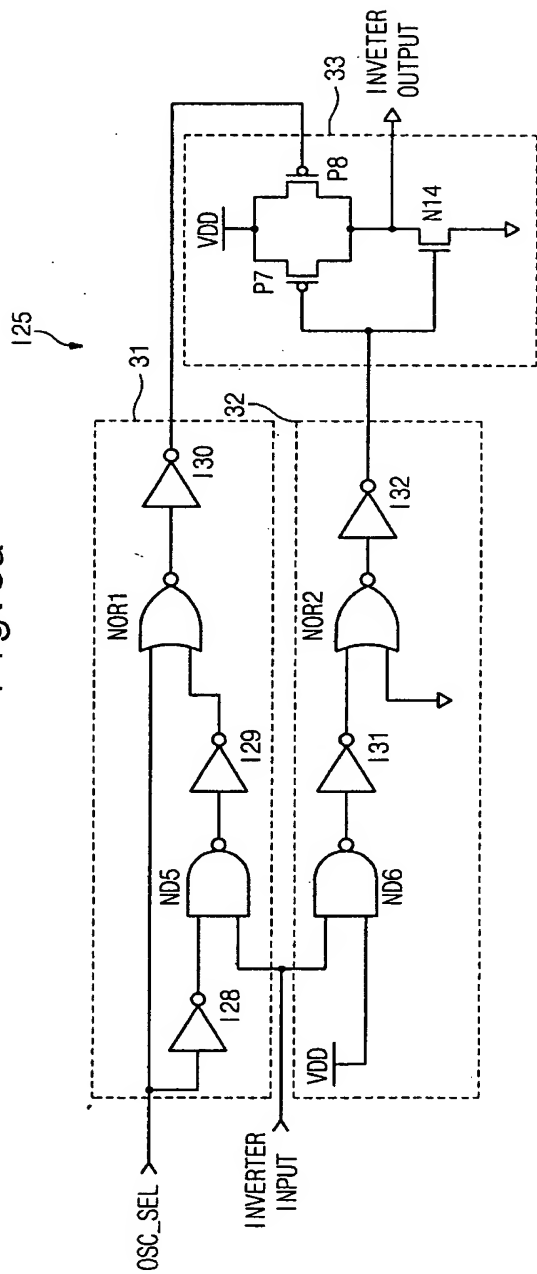 I25
31
OSC_SEL
I28
ND5
I29
NOR1
I30
INVERTER
INPUT
32
VDD
ND6
I31
NOR2
I32
33
VDD
P7
P8
N14
INVETER
OUTPUT